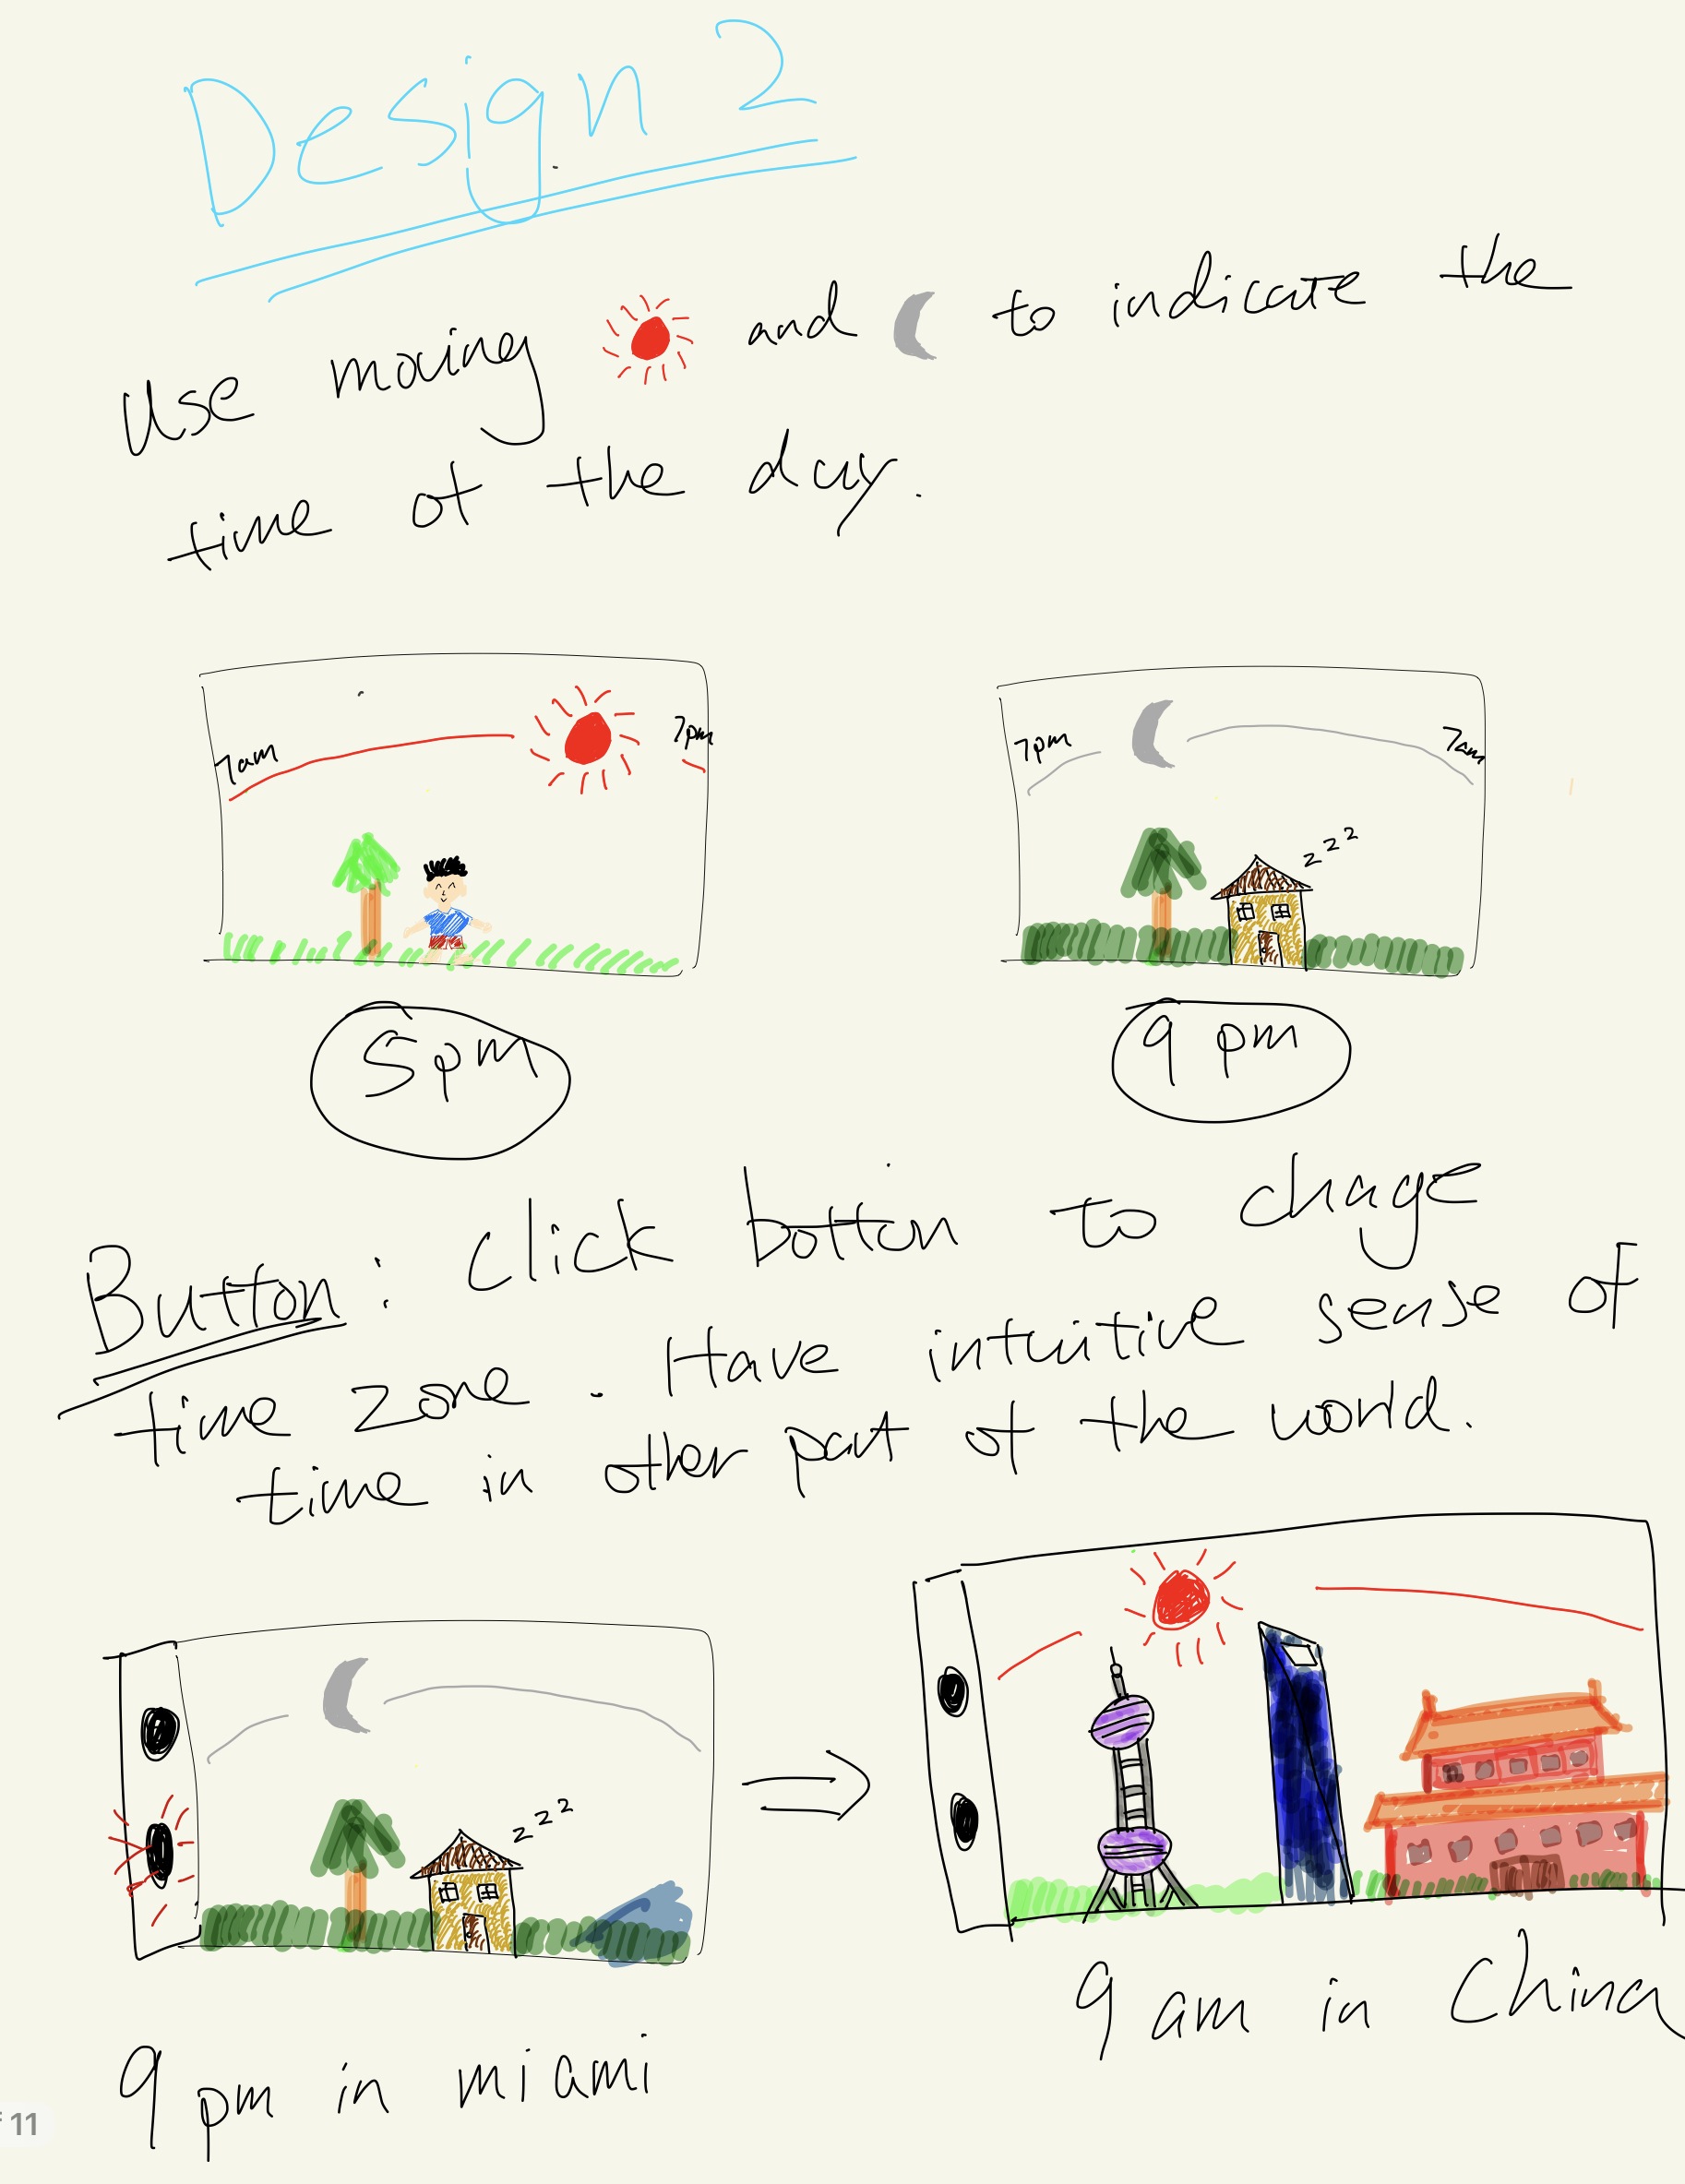 Design 2
Use moving and to indicate the
time of the day.
7am
7pm
7pm
7am
z z z
5pm
9 pm
Button: Click botton to chage
time zone. Have intuitive sense of
time in other part of the world.
z z z
9 am in China
9 pm in miami
11